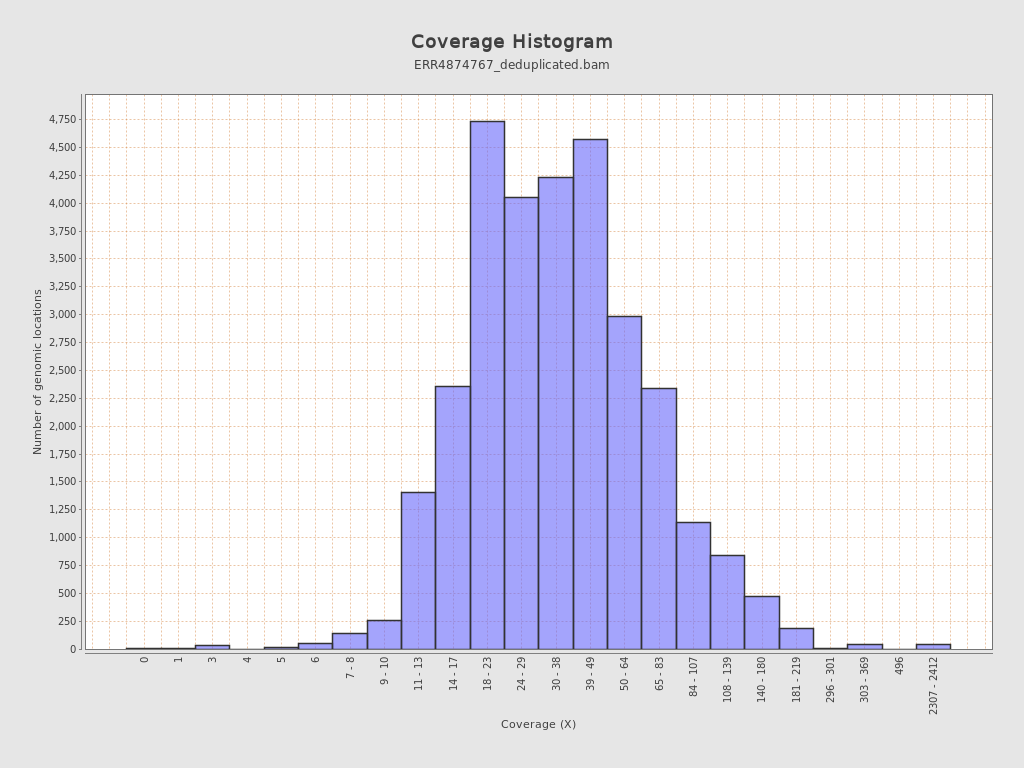 Coverage Histogram
ERR4874767_deduplicated.bam
Number of genomic locations
4,750
4,500
4,250
4,000
3,750
3,500
3,250
3,000
2,750
2,500
2,250
2,000
1,750
1,500
1,250
1,000
750
500
250
0
0
1
3
4
5
6
7 - 8
9 - 10
11 - 13
14 - 17
18 - 23
24 - 29
30 - 38
39 - 49
50 - 64
65 - 83
84 - 107
108 - 139
140 - 180
181 - 219
296 - 301
303 - 369
496
2307 - 2412
Coverage (X)